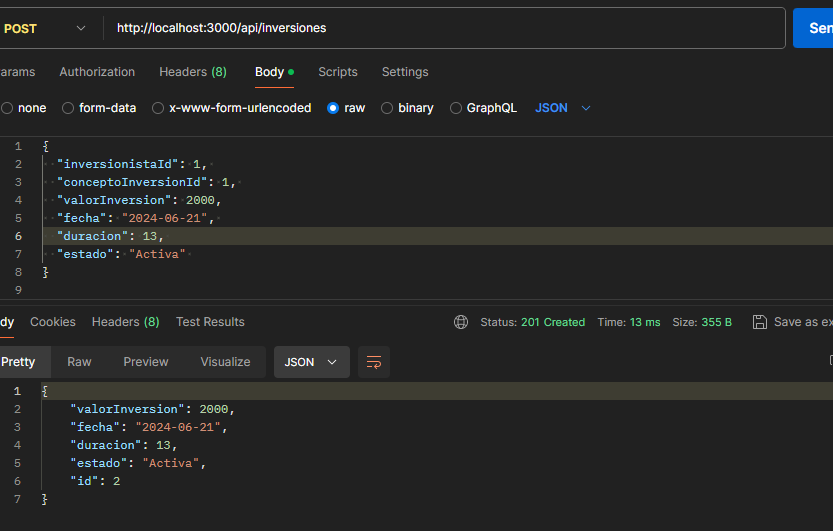 POST http://localhost:3000/api/inversiones Sen
arams Authorization Headers (8) Body Scripts Settings
none form-data x-www-form-urlencoded raw binary GraphQL JSON
1 {
2 "inversionistaId": 1,
3 "conceptoInversionId": 1,
4 "valorInversion": 2000,
5 "fecha": "2024-06-21",
6 "duracion": 13,
7 "estado": "Activa"
8 }
9
dy Cookies Headers (8) Test Results Status: 201 Created Time: 13 ms Size: 355 B Save as ex
Pretty Raw Preview Visualize JSON
1 {
2 "valorInversion": 2000,
3 "fecha": "2024-06-21",
4 "duracion": 13,
5 "estado": "Activa",
6 "id": 2
7 }